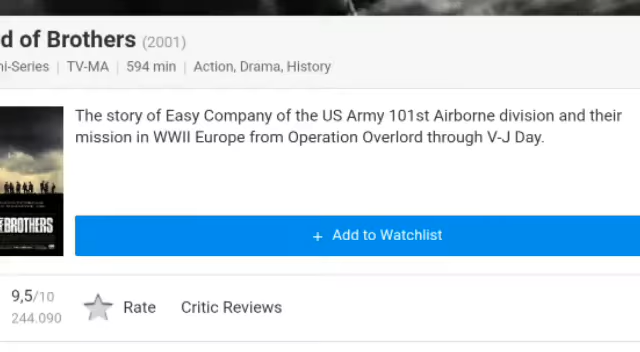 d of Brothers (2001)
ni-Series | TV-MA | 594 min | Action, Drama, History
The story of Easy Company of the US Army 101st Airborne division and their
mission in WWII Europe from Operation Overlord through V-J Day.
BROTHERS
+ Add to Watchlist
9,5/10
244.090
Rate
Critic Reviews